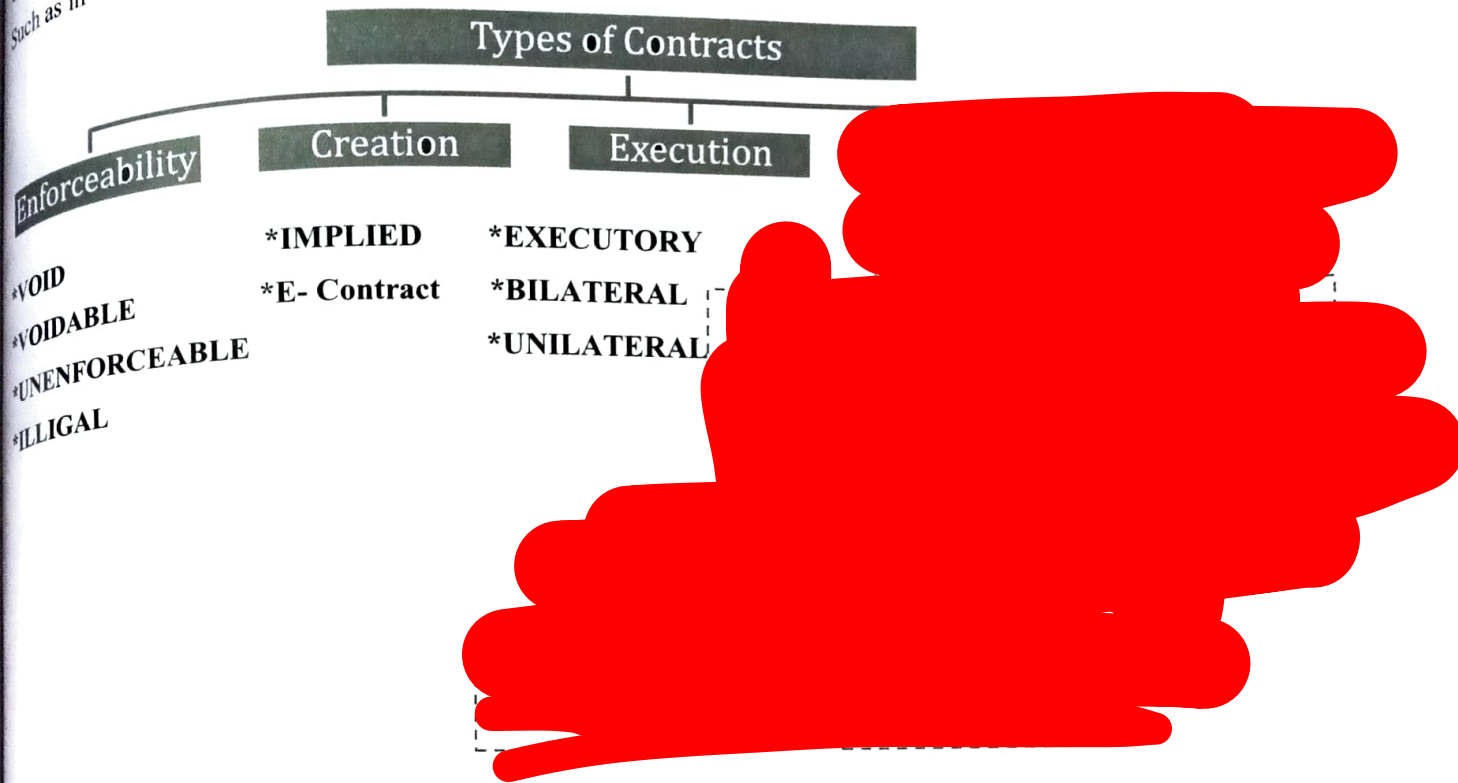 Such as in
Types of Contracts
Enforceability
Creation
Execution
*VOID
*VOIDABLE
*UNENFORCEABLE
*ILLIGAL
*IMPLIED
*E- Contract
*EXECUTORY
*BILATERAL
*UNILATERAL